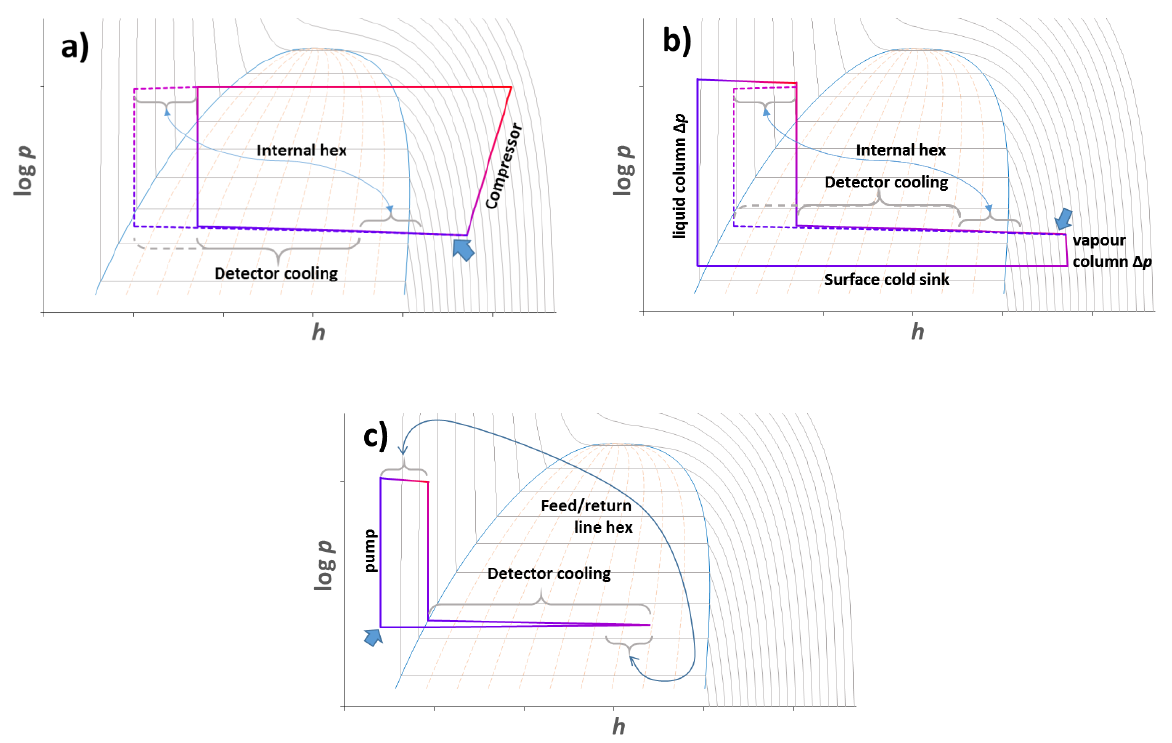 a)
Internal hex
Compressor
log p
Detector cooling
h
b)
Internal hex
Detector cooling
log p
liquid column Δp
vapour
column Δp
Surface cold sink
h
c)
Feed/return
line hex
pump
log p
Detector cooling
h